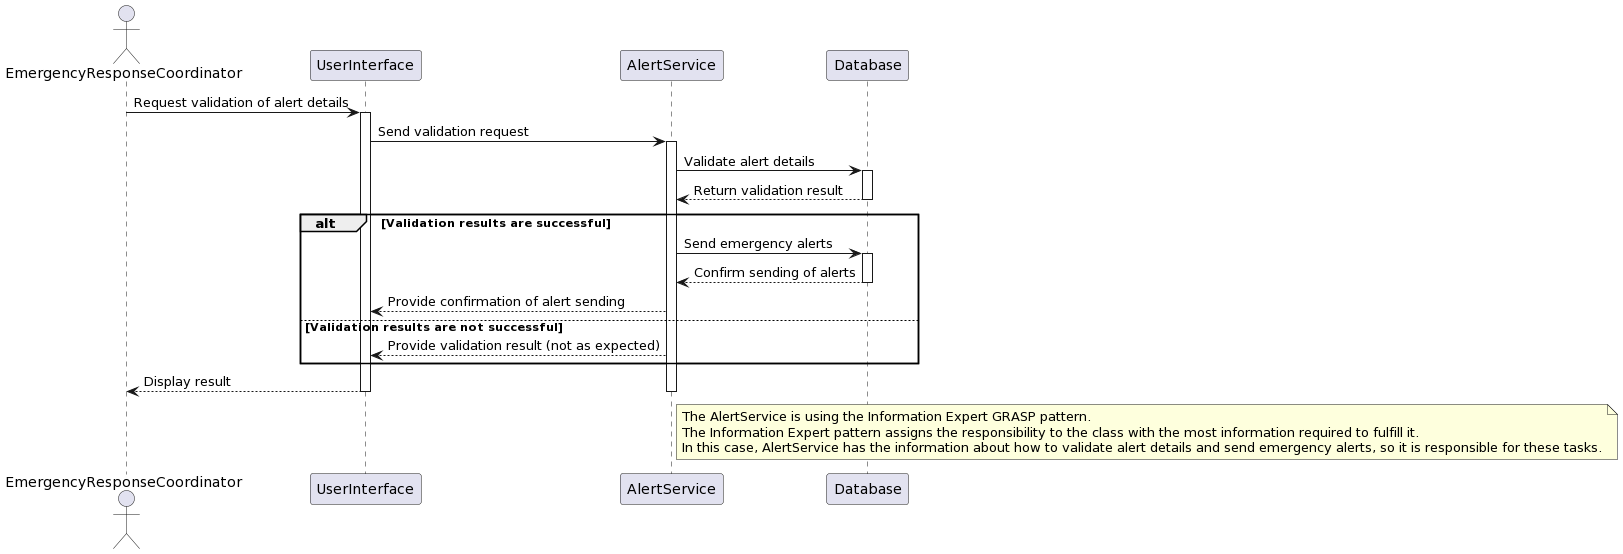 EmergencyResponseCoordinator
UserInterface
AlertService
Database
Request validation of alert details
Send validation request
Validate alert details
Return validation result
alt
[Validation results are successful]
Send emergency alerts
Confirm sending of alerts
Provide confirmation of alert sending
[Validation results are not successful]
Provide validation result (not as expected)
Display result
The AlertService is using the Information Expert GRASP pattern.
The Information Expert pattern assigns the responsibility to the class with the most information required to fulfill it.
In this case, AlertService has the information about how to validate alert details and send emergency alerts, so it is responsible for these tasks.
EmergencyResponseCoordinator
UserInterface
AlertService
Database